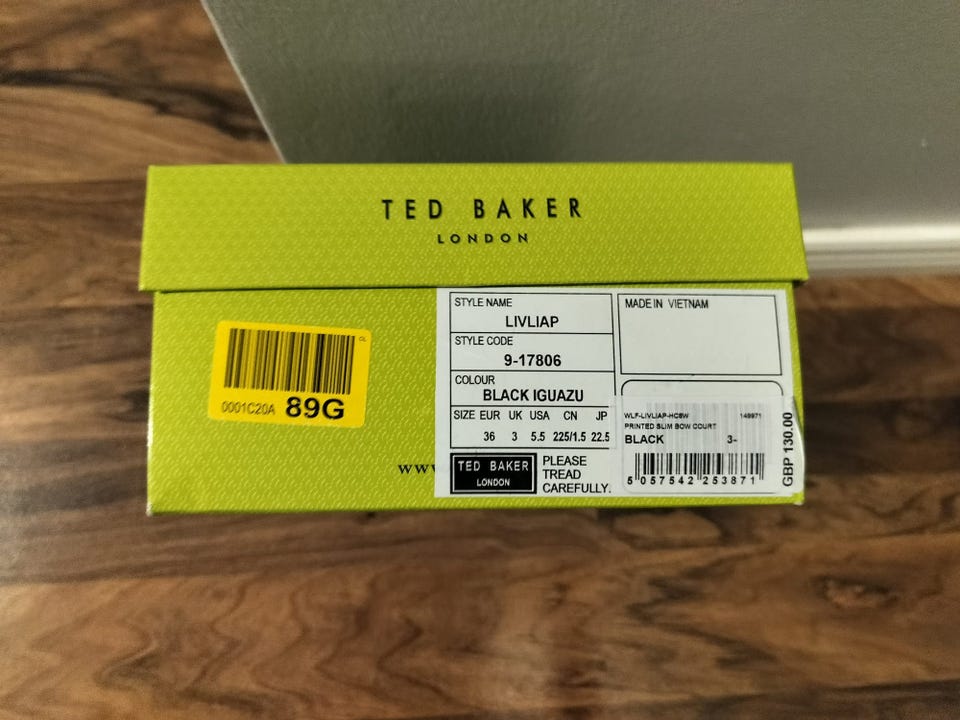 TED BAKER
LONDON
0001C20A 89G
STYLE NAME
LIVLIAP
STYLE CODE
9-17806
COLOUR
BLACK IGUAZU
SIZE EUR UK USA CN JP
36 3 5.5 225/1.5 22.5
www
TED BAKER
LONDON
PLEASE
TREAD
CAREFULLY.
MADE IN VIETNAM
WLF-LIVLIAP-HC8W 149971
PRINTED SLIM BOW COURT
BLACK 3-
5 057542 253871
GBP 130.00